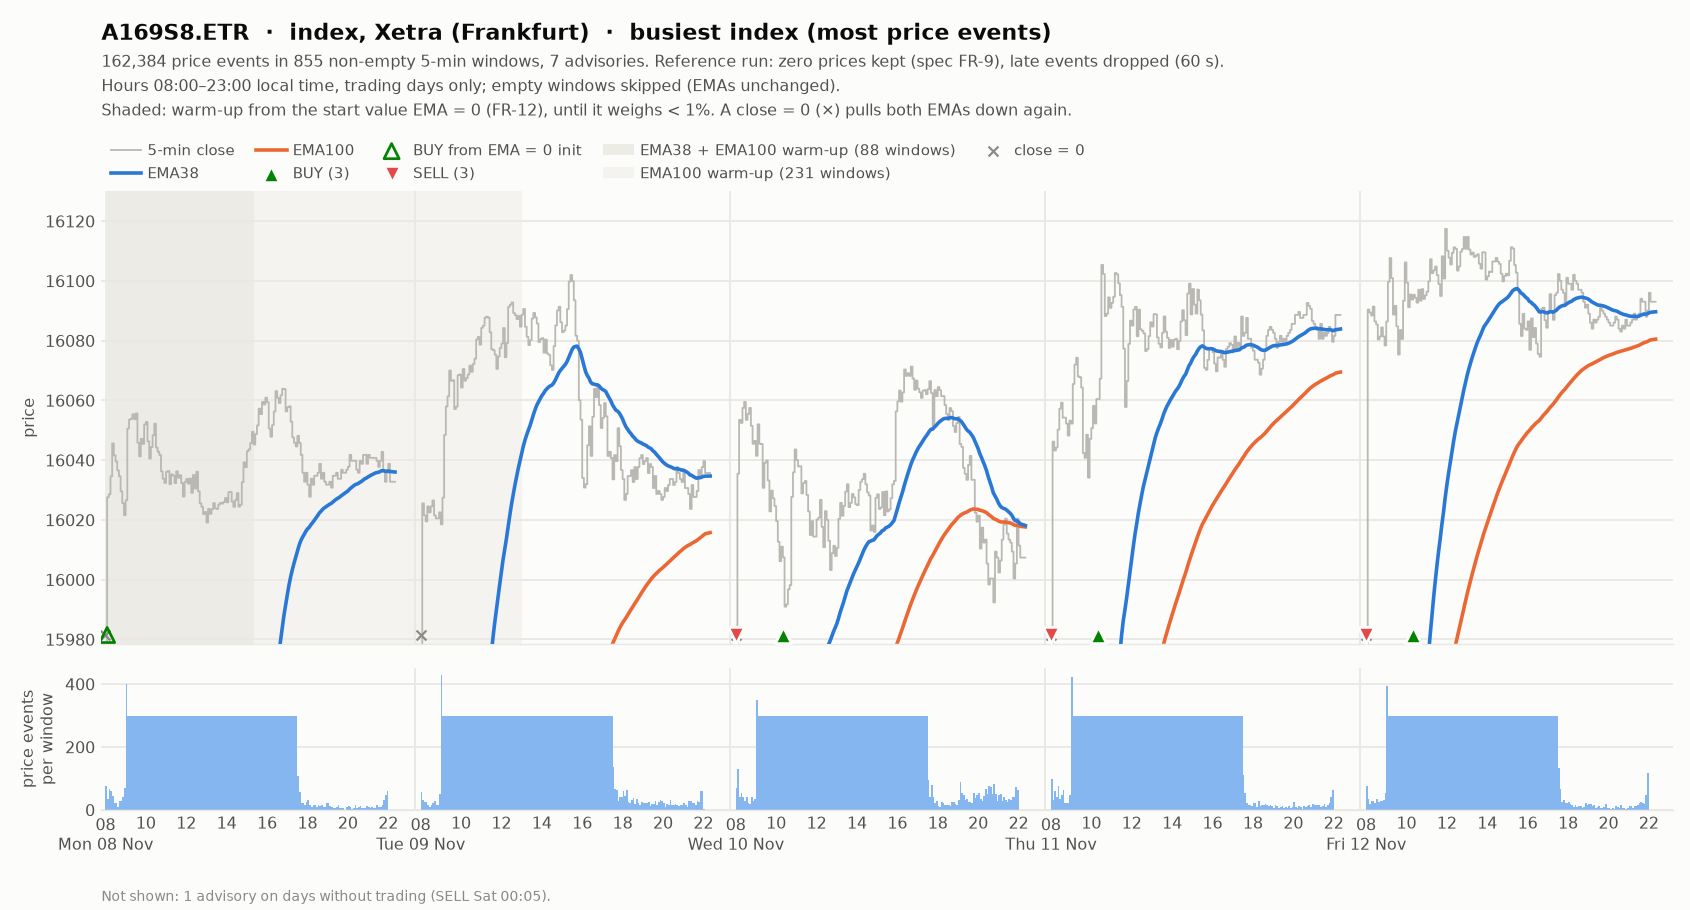 A169S8.ETR · index, Xetra (Frankfurt) · busiest index (most price events)
162,384 price events in 855 non-empty 5-min windows, 7 advisories. Reference run: zero prices kept (spec FR-9), late events dropped (60 s).
Hours 08:00–23:00 local time, trading days only; empty windows skipped (EMAs unchanged).
Shaded: warm-up from the start value EMA = 0 (FR-12), until it weighs < 1%. A close = 0 (×) pulls both EMAs down again.
5-min close EMA100 BUY from EMA = 0 init EMA38 + EMA100 warm-up (88 windows) close = 0
EMA38 BUY (3) SELL (3) EMA100 warm-up (231 windows)
price
16120
16100
16080
16060
16040
16020
16000
15980
price events
per window
400
200
0
08 10 12 14 16 18 20 22 08 10 12 14 16 18 20 22 08 10 12 14 16 18 20 22 08 10 12 14 16 18 20 22 08 10 12 14 16 18 20 22
Mon 08 Nov Tue 09 Nov Wed 10 Nov Thu 11 Nov Fri 12 Nov
Not shown: 1 advisory on days without trading (SELL Sat 00:05).